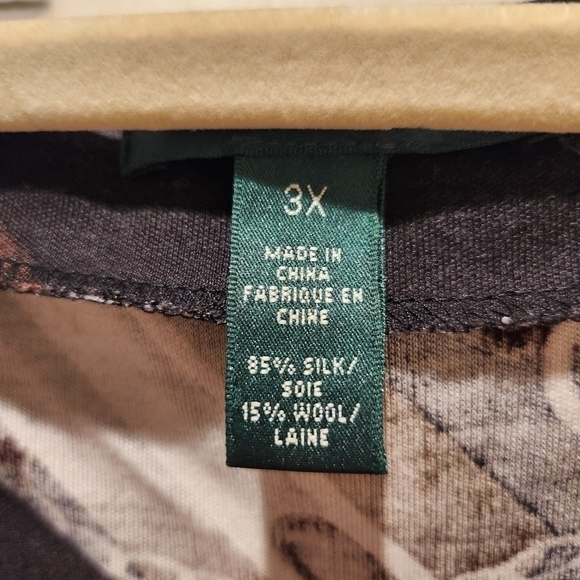 3X
MADE IN
CHINA
FABRIQUE EN
CHINE
85% SILK/
SOIE
15% WOOL/
LAINE